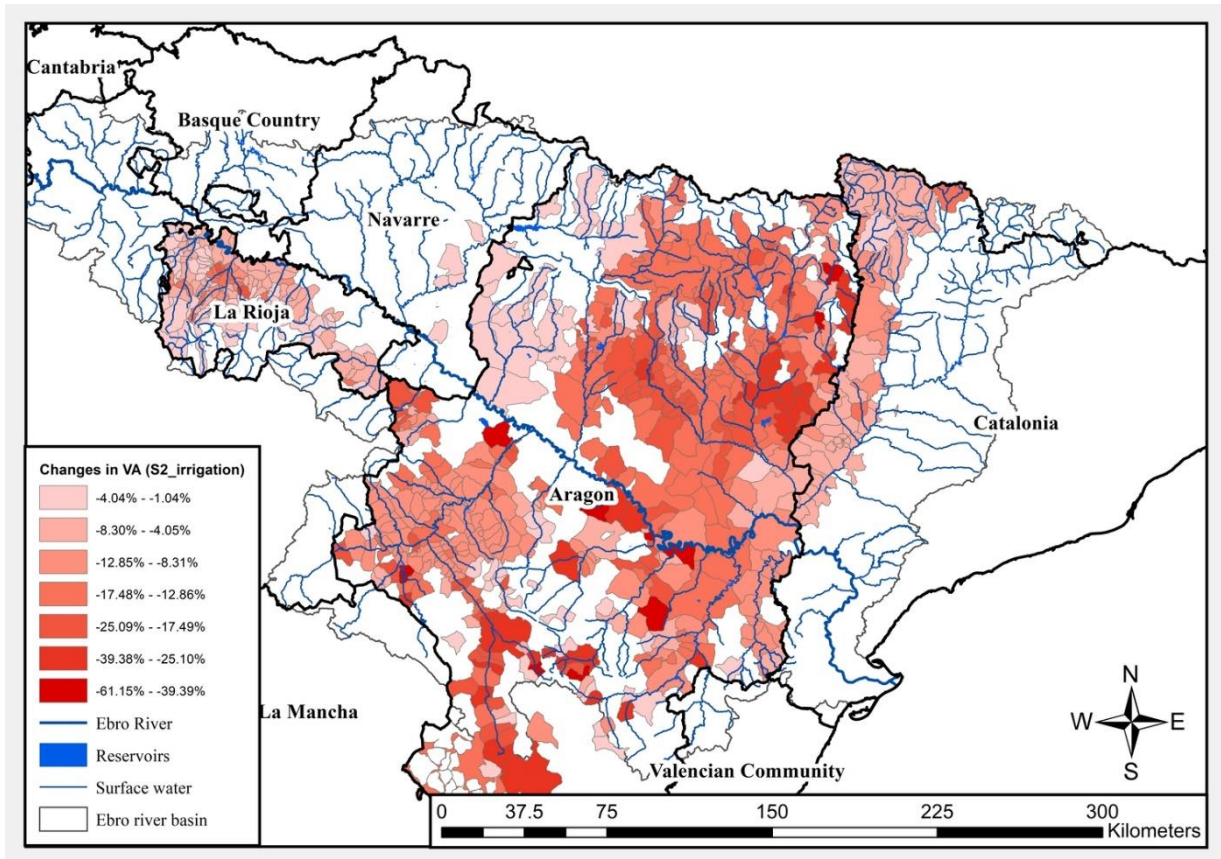 Cantabria
Basque Country
Navarre
La Rioja
Catalonia
Aragon
La Mancha
Valencian Community
Changes in VA (S2_irrigation)
-4.04% - -1.04%
-8.30% - -4.05%
-12.85% - -8.31%
-17.48% - -12.86%
-25.09% - -17.49%
-39.38% - -25.10%
-61.15% - -39.39%
Ebro River
Reservoirs
Surface water
Ebro river basin
N
W E
S
0 37.5 75 150 225 300
Kilometers